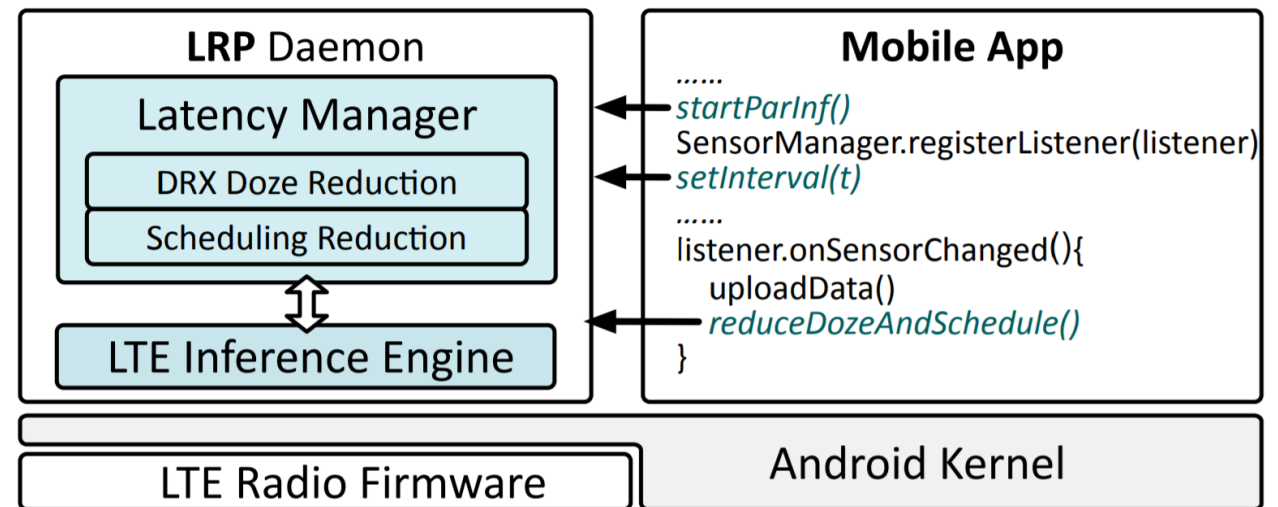 LRP Daemon
Latency Manager
DRX Doze Reduction
Scheduling Reduction
LTE Inference Engine
Mobile App
......
startParInf()
SensorManager.registerListener(listener)
setInterval(t)
......
listener.onSensorChanged(){
uploadData()
reduceDozeAndSchedule()
}
LTE Radio Firmware
Android Kernel